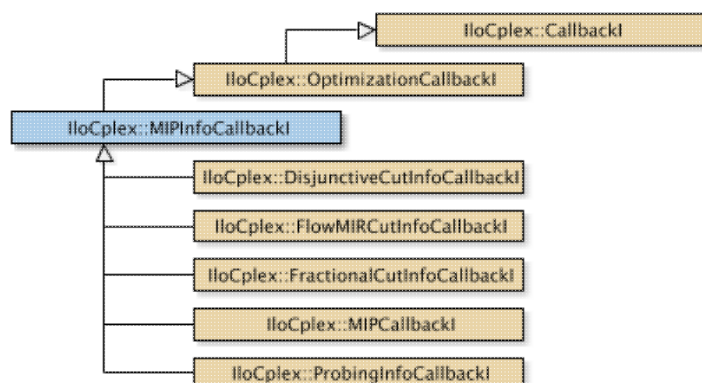 IloCplex::CallbackI
IloCplex::OptimizationCallbackI
IloCplex::MIPInfoCallbackI
IloCplex::DisjunctiveCutInfoCallbackI
IloCplex::FlowMIRCutInfoCallbackI
IloCplex::FractionalCutInfoCallbackI
IloCplex::MIPCallbackI
IloCplex::ProbingInfoCallbackI